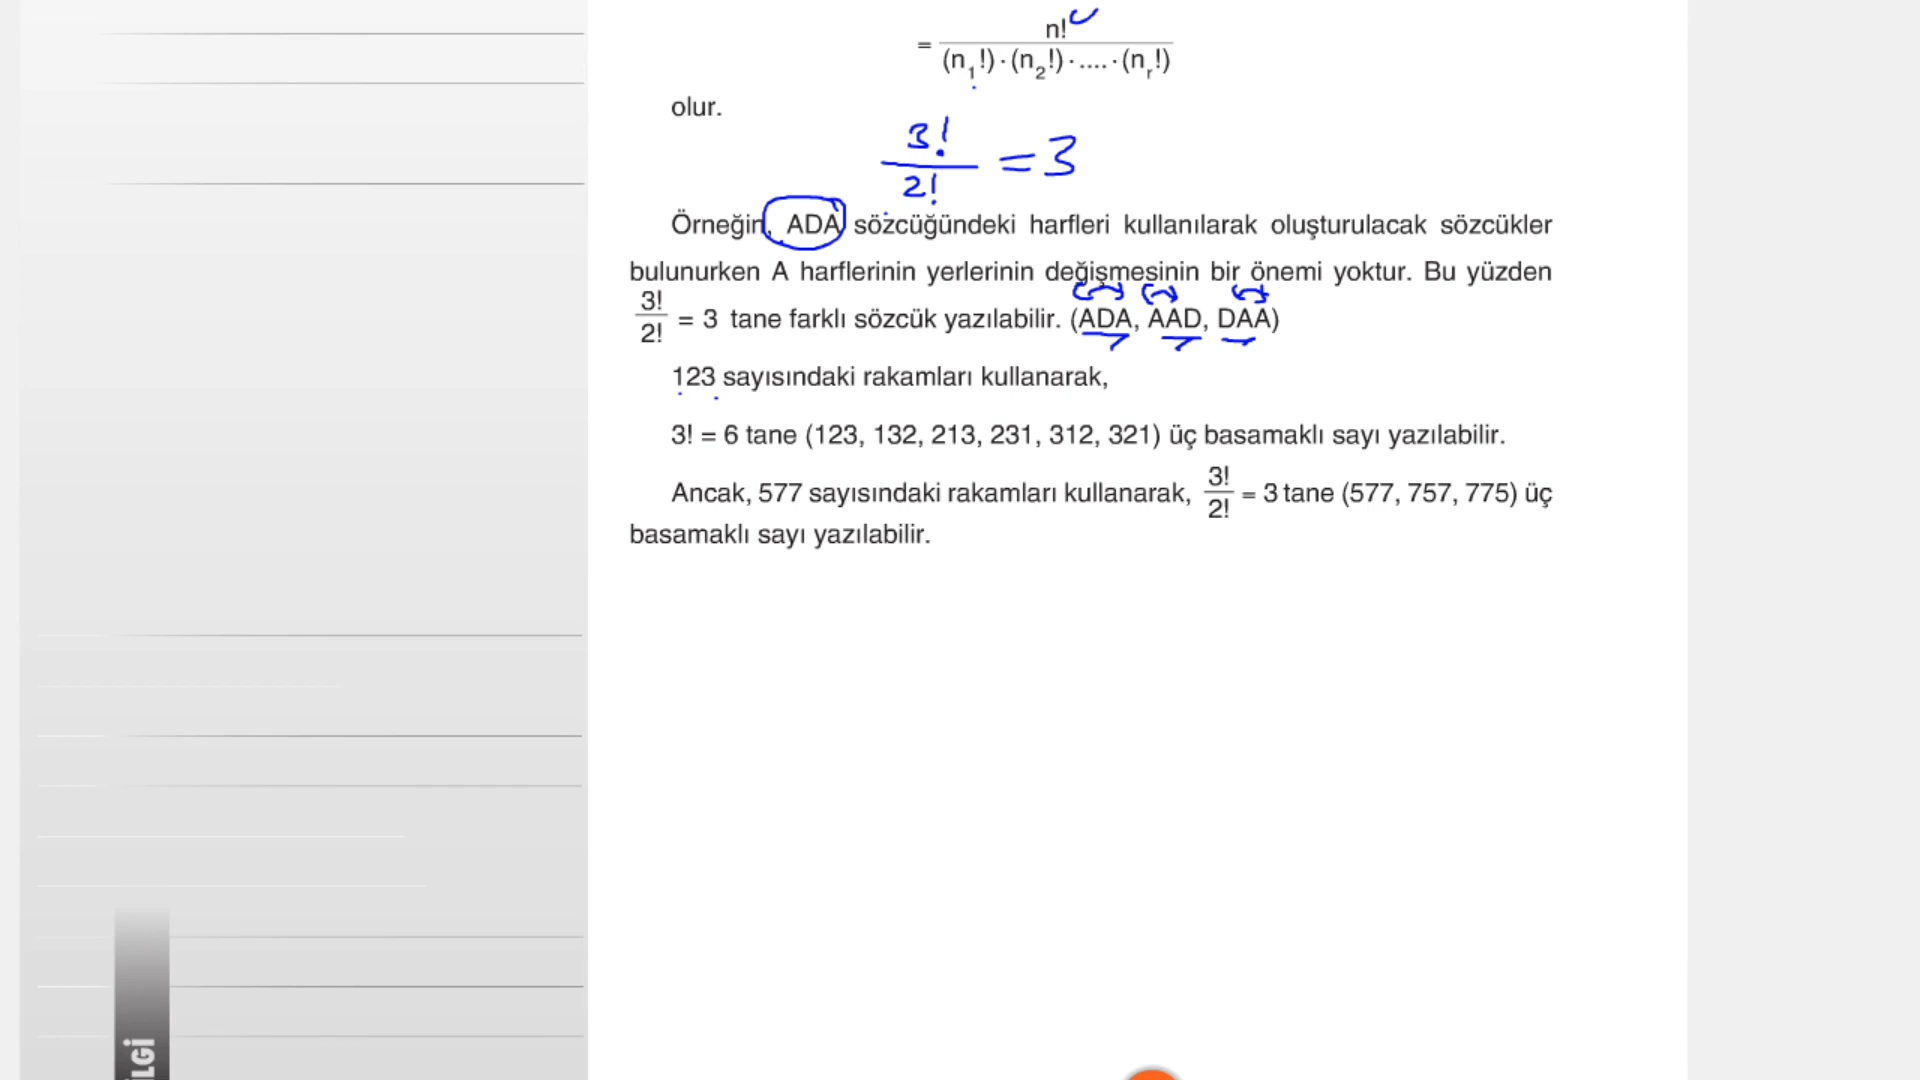 = n! / (n₁!)·(n₂!)·....·(nᵣ!)
olur.
3! / 2! = 3
Örneğin, ADA sözcüğündeki harfleri kullanılarak oluşturulacak sözcükler
bulunurken A harflerinin yerlerinin değişmesinin bir önemi yoktur. Bu yüzden
3! / 2! = 3 tane farklı sözcük yazılabilir. (ADA, AAD, DAA)
123 sayısındaki rakamları kullanarak,
3! = 6 tane (123, 132, 213, 231, 312, 321) üç basamaklı sayı yazılabilir.
Ancak, 577 sayısındaki rakamları kullanarak, 3! / 2! = 3 tane (577, 757, 775) üç
basamaklı sayı yazılabilir.